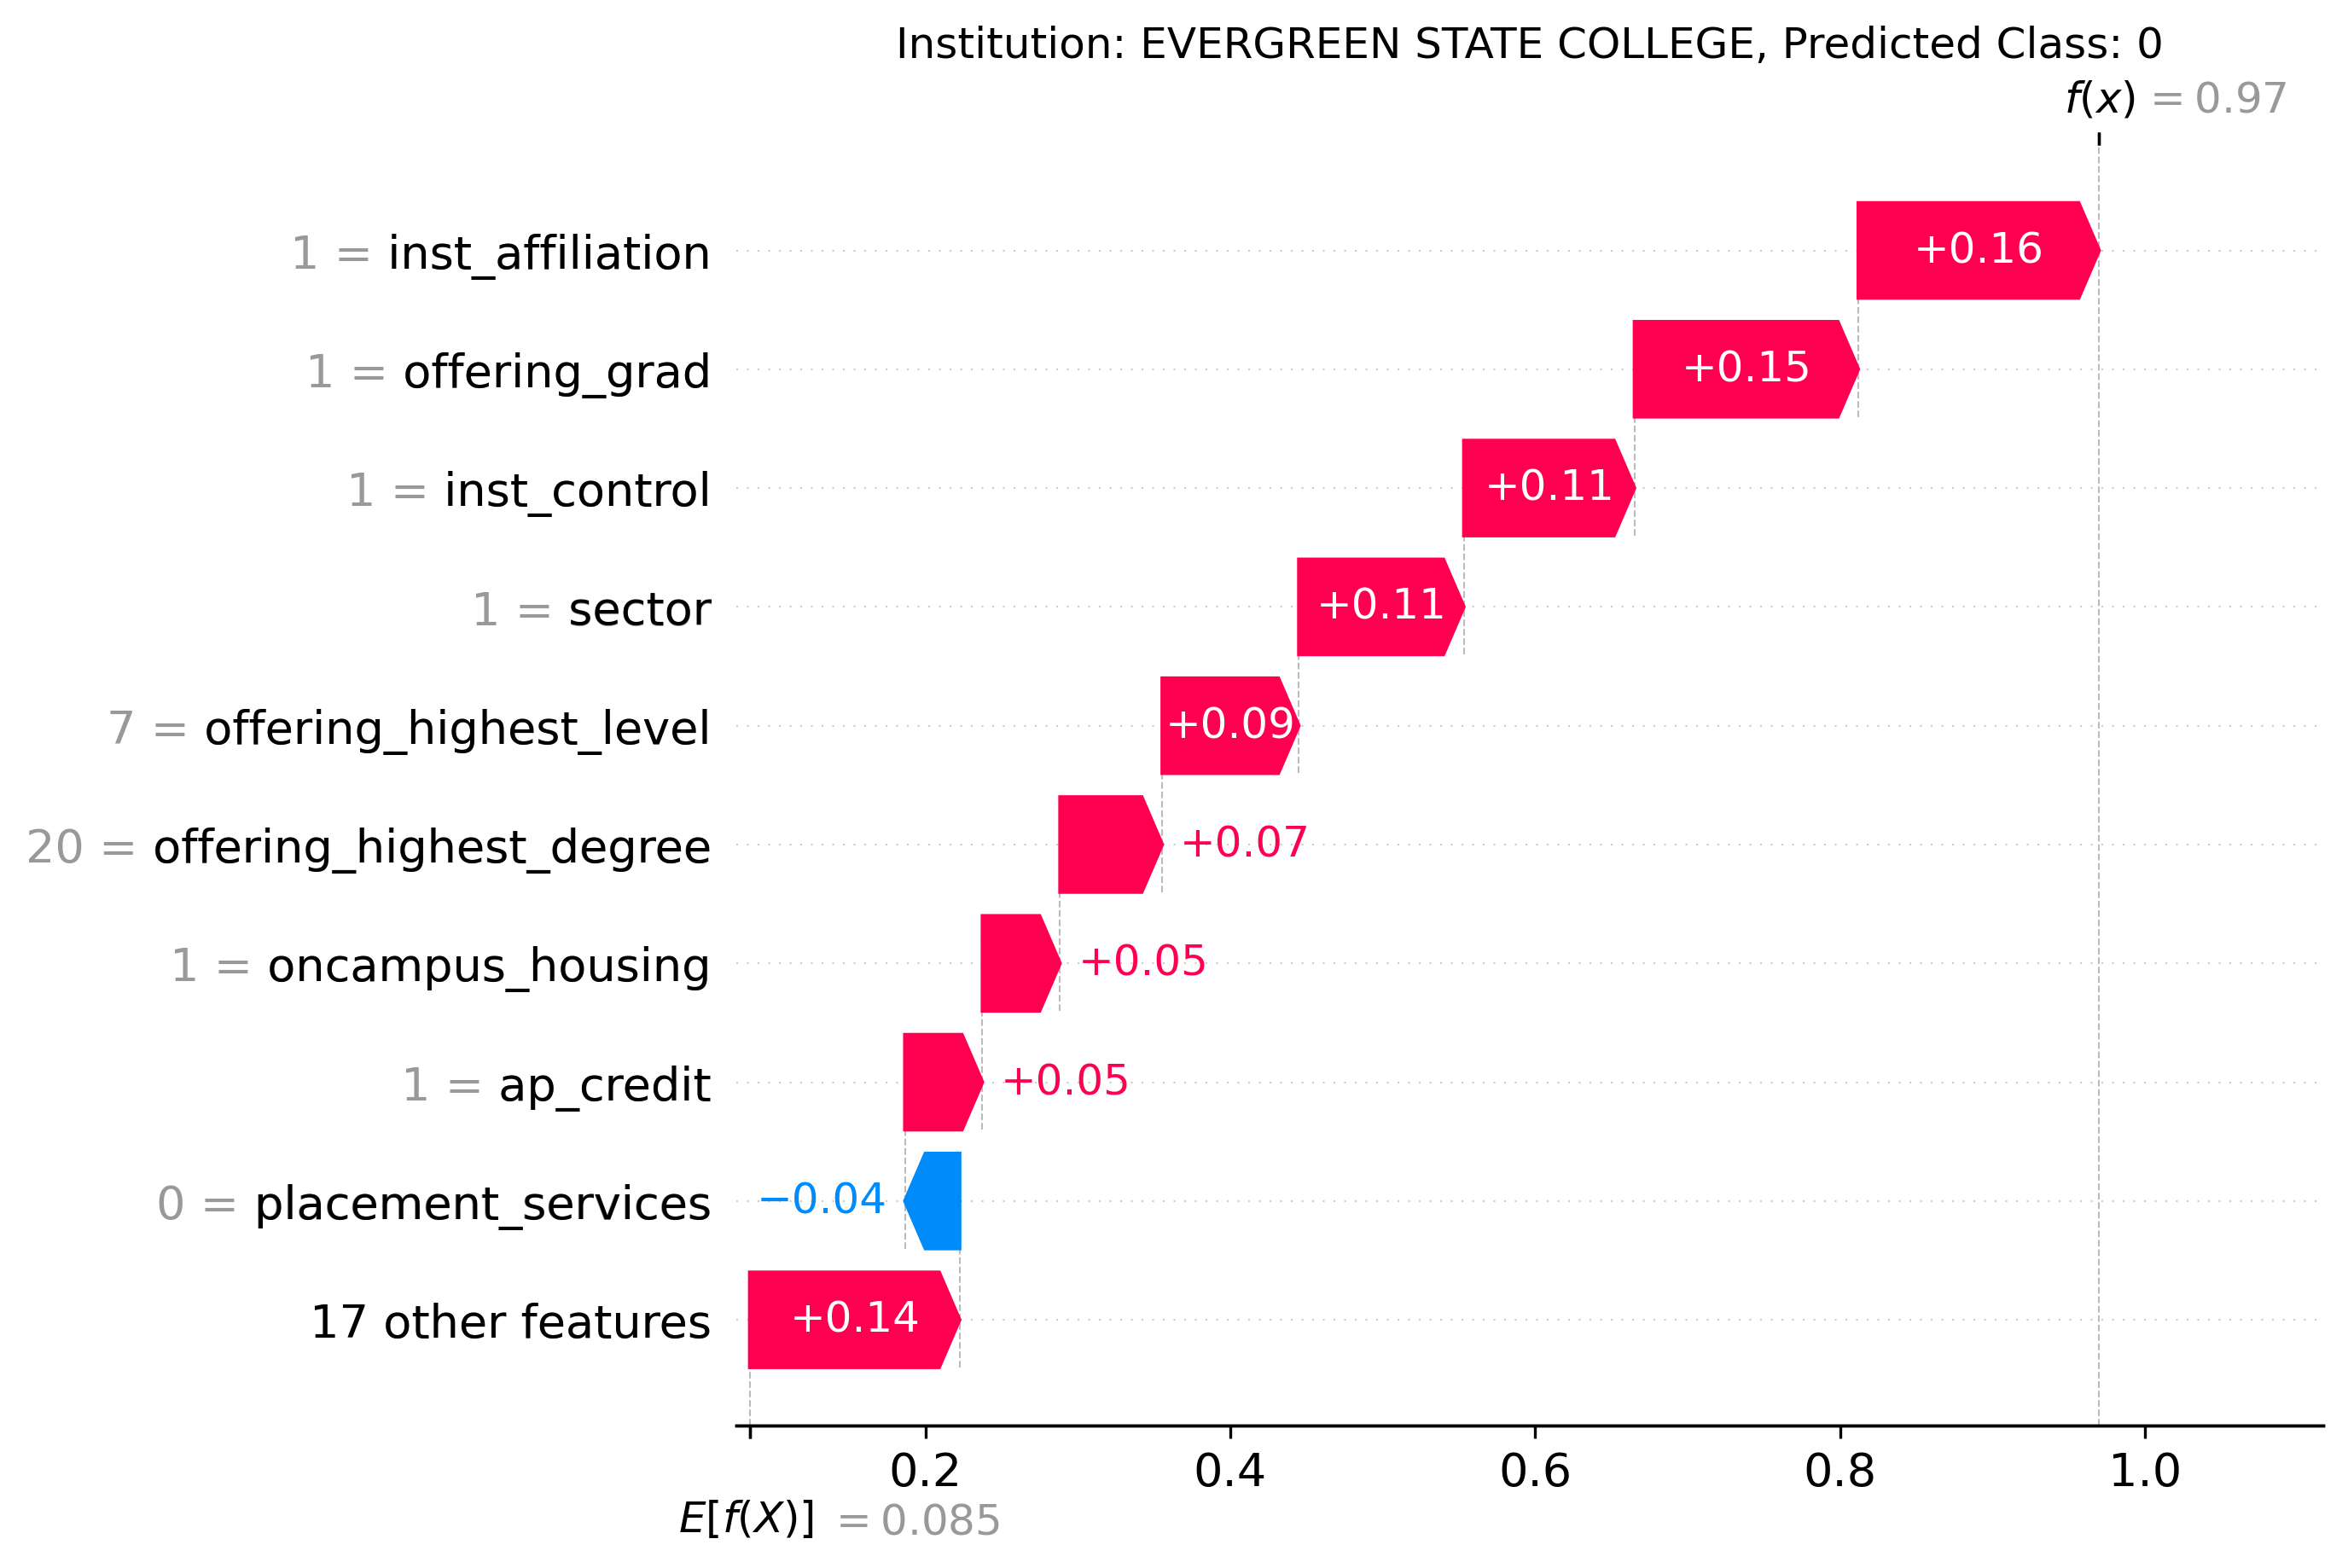 Institution: EVERGREEN STATE COLLEGE, Predicted Class: 0
f(x) = 0.97
1 = inst_affiliation +0.16
1 = offering_grad +0.15
1 = inst_control +0.11
1 = sector +0.11
7 = offering_highest_level +0.09
20 = offering_highest_degree +0.07
1 = oncampus_housing +0.05
1 = ap_credit +0.05
0 = placement_services −0.04
17 other features +0.14
0.2 0.4 0.6 0.8 1.0
E[f(X)] = 0.085